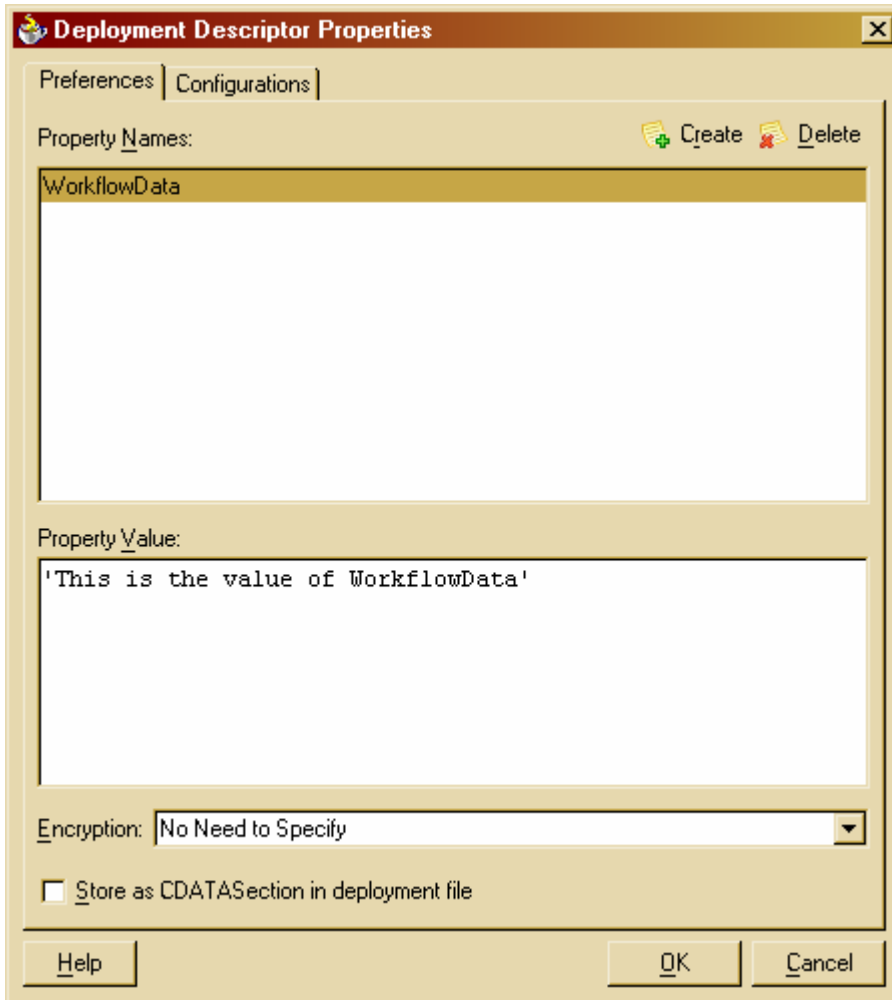 Deployment Descriptor Properties
Preferences Configurations
Property Names: Create Delete
WorkflowData
Property Value:
'This is the value of WorkflowData'
Encryption: No Need to Specify
Store as CDATASection in deployment file
Help OK Cancel